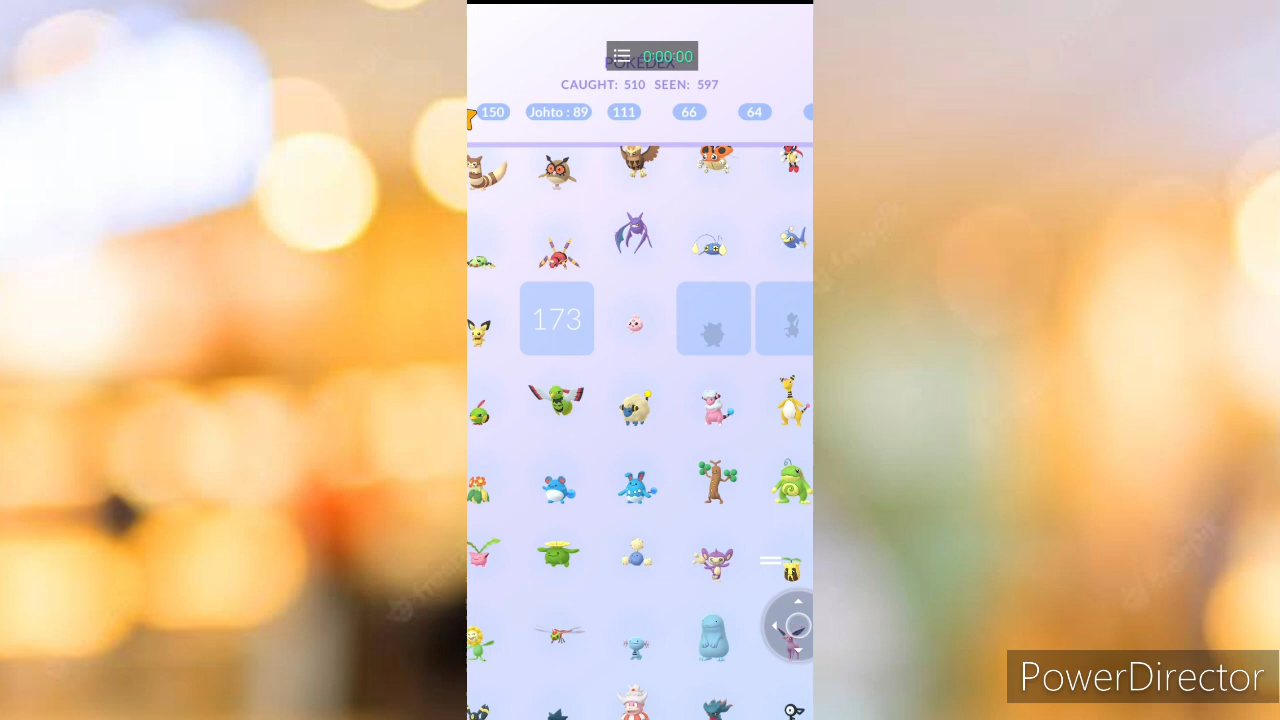 0:00:00
POKÉDEX
CAUGHT: 510 SEEN: 597
150 Johto : 89 111 66 64
173
PowerDirector